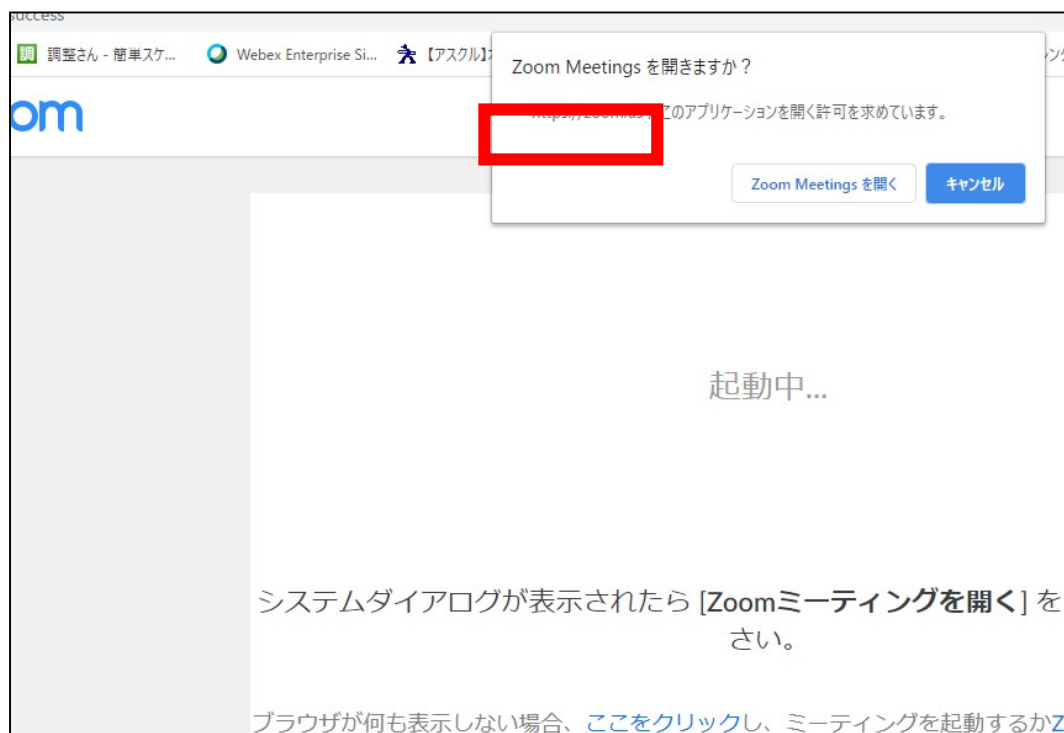 success
調整さん - 簡単スケ...
Webex Enterprise Si...
【アスクル】
om
Zoom Meetings を開きますか？
このアプリケーションを開く許可を求めています。
Zoom Meetings を開く
キャンセル
起動中...
システムダイアログが表示されたら [Zoomミーティングを開く] を
さい。
ブラウザが何も表示しない場合、ここをクリックし、ミーティングを起動するかZ